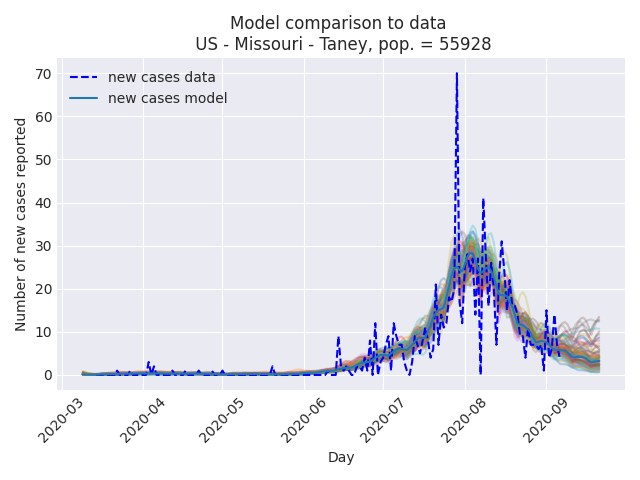 Model comparison to data
US - Missouri - Taney, pop. = 55928
new cases data
new cases model
Number of new cases reported
70
60
50
40
30
20
10
0
2020-03
2020-04
2020-05
2020-06
2020-07
2020-08
2020-09
Day